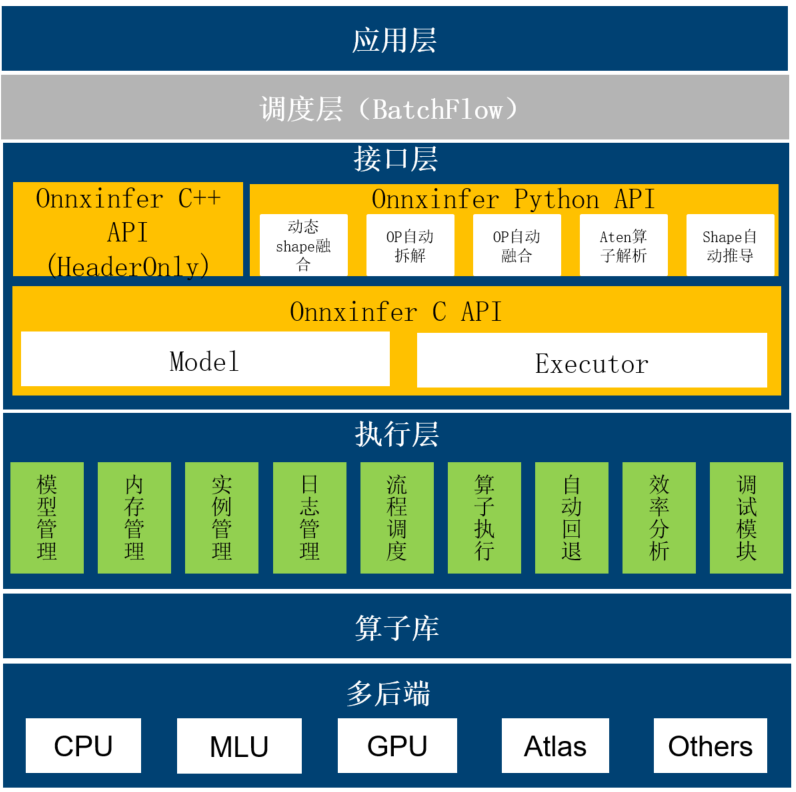 应用层
调度层（BatchFlow）
接口层
Onnxinfer C++
API
(HeaderOnly)
Onnxinfer Python API
动态
shape融
合
OP自动
拆解
OP自动
融合
Aten算
子解析
Shape自
动推导
Onnxinfer C API
Model
Executor
执行层
模型管理
内存管理
实例管理
日志管理
流程调度
算子执行
自动回退
效率分析
调试模块
算子库
多后端
CPU
MLU
GPU
Atlas
Others